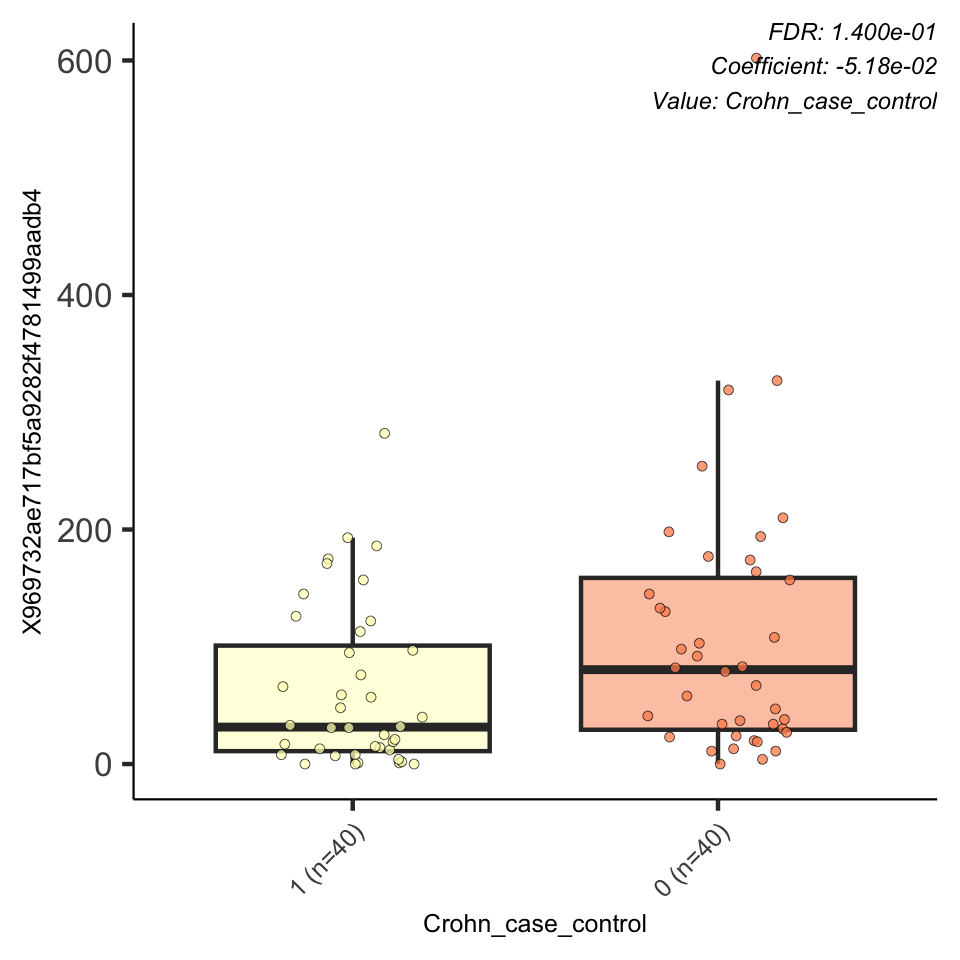 FDR: 1.400e-01
Coefficient: -5.18e-02
Value: Crohn_case_control
600
400
200
0
X969732ae717bf5a9282f4781499aadb4
1 (n=40)
0 (n=40)
Crohn_case_control